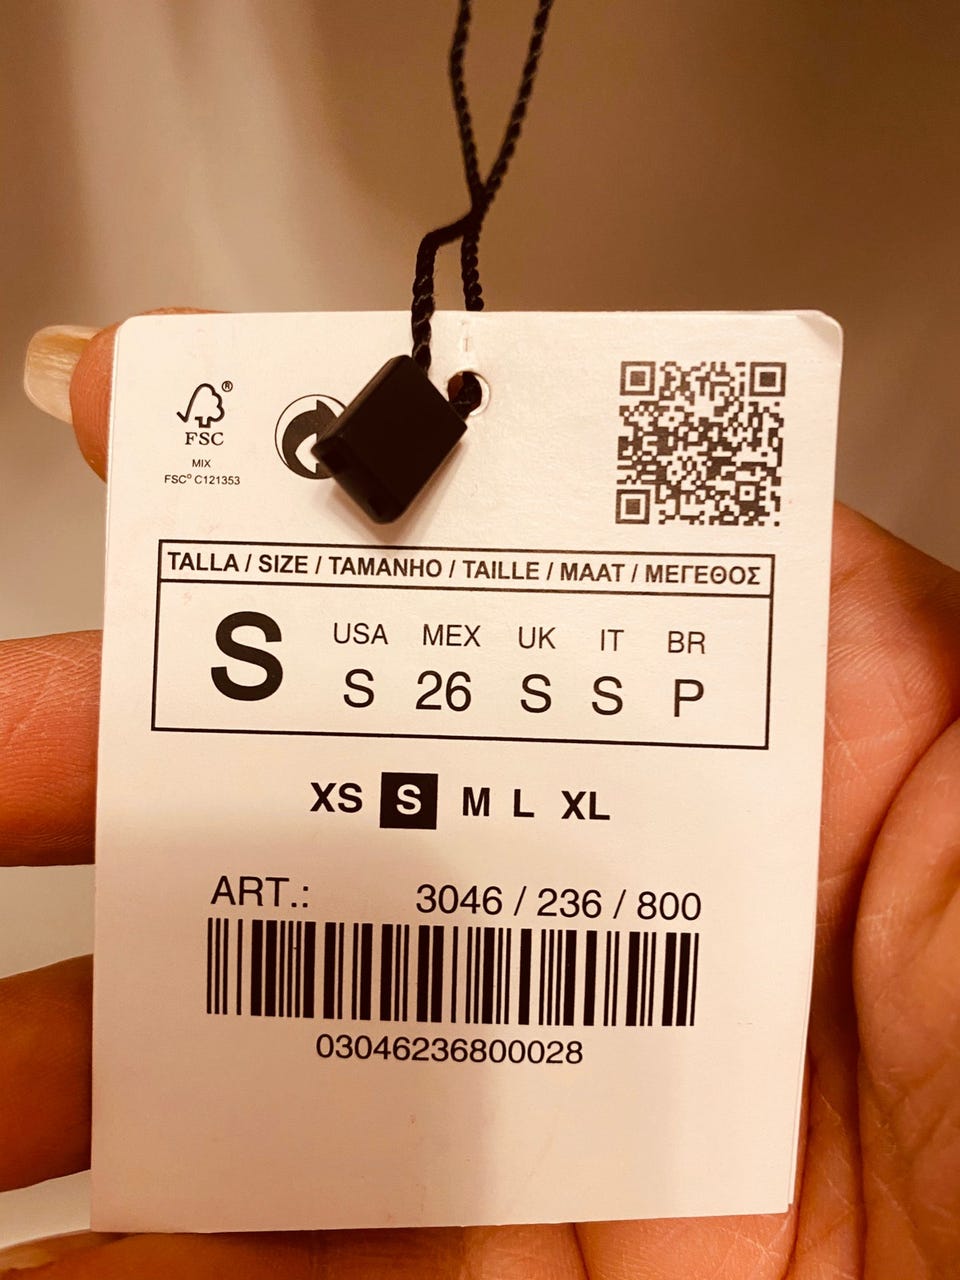 ®
FSC
MIX
FSC® C121353
TALLA / SIZE / TAMANHO / TAILLE / MAAT / ΜΕΓΕΘΟΣ
S
USA MEX UK IT BR
S 26 S S P
XS S M L XL
ART.: 3046 / 236 / 800
03046236800028